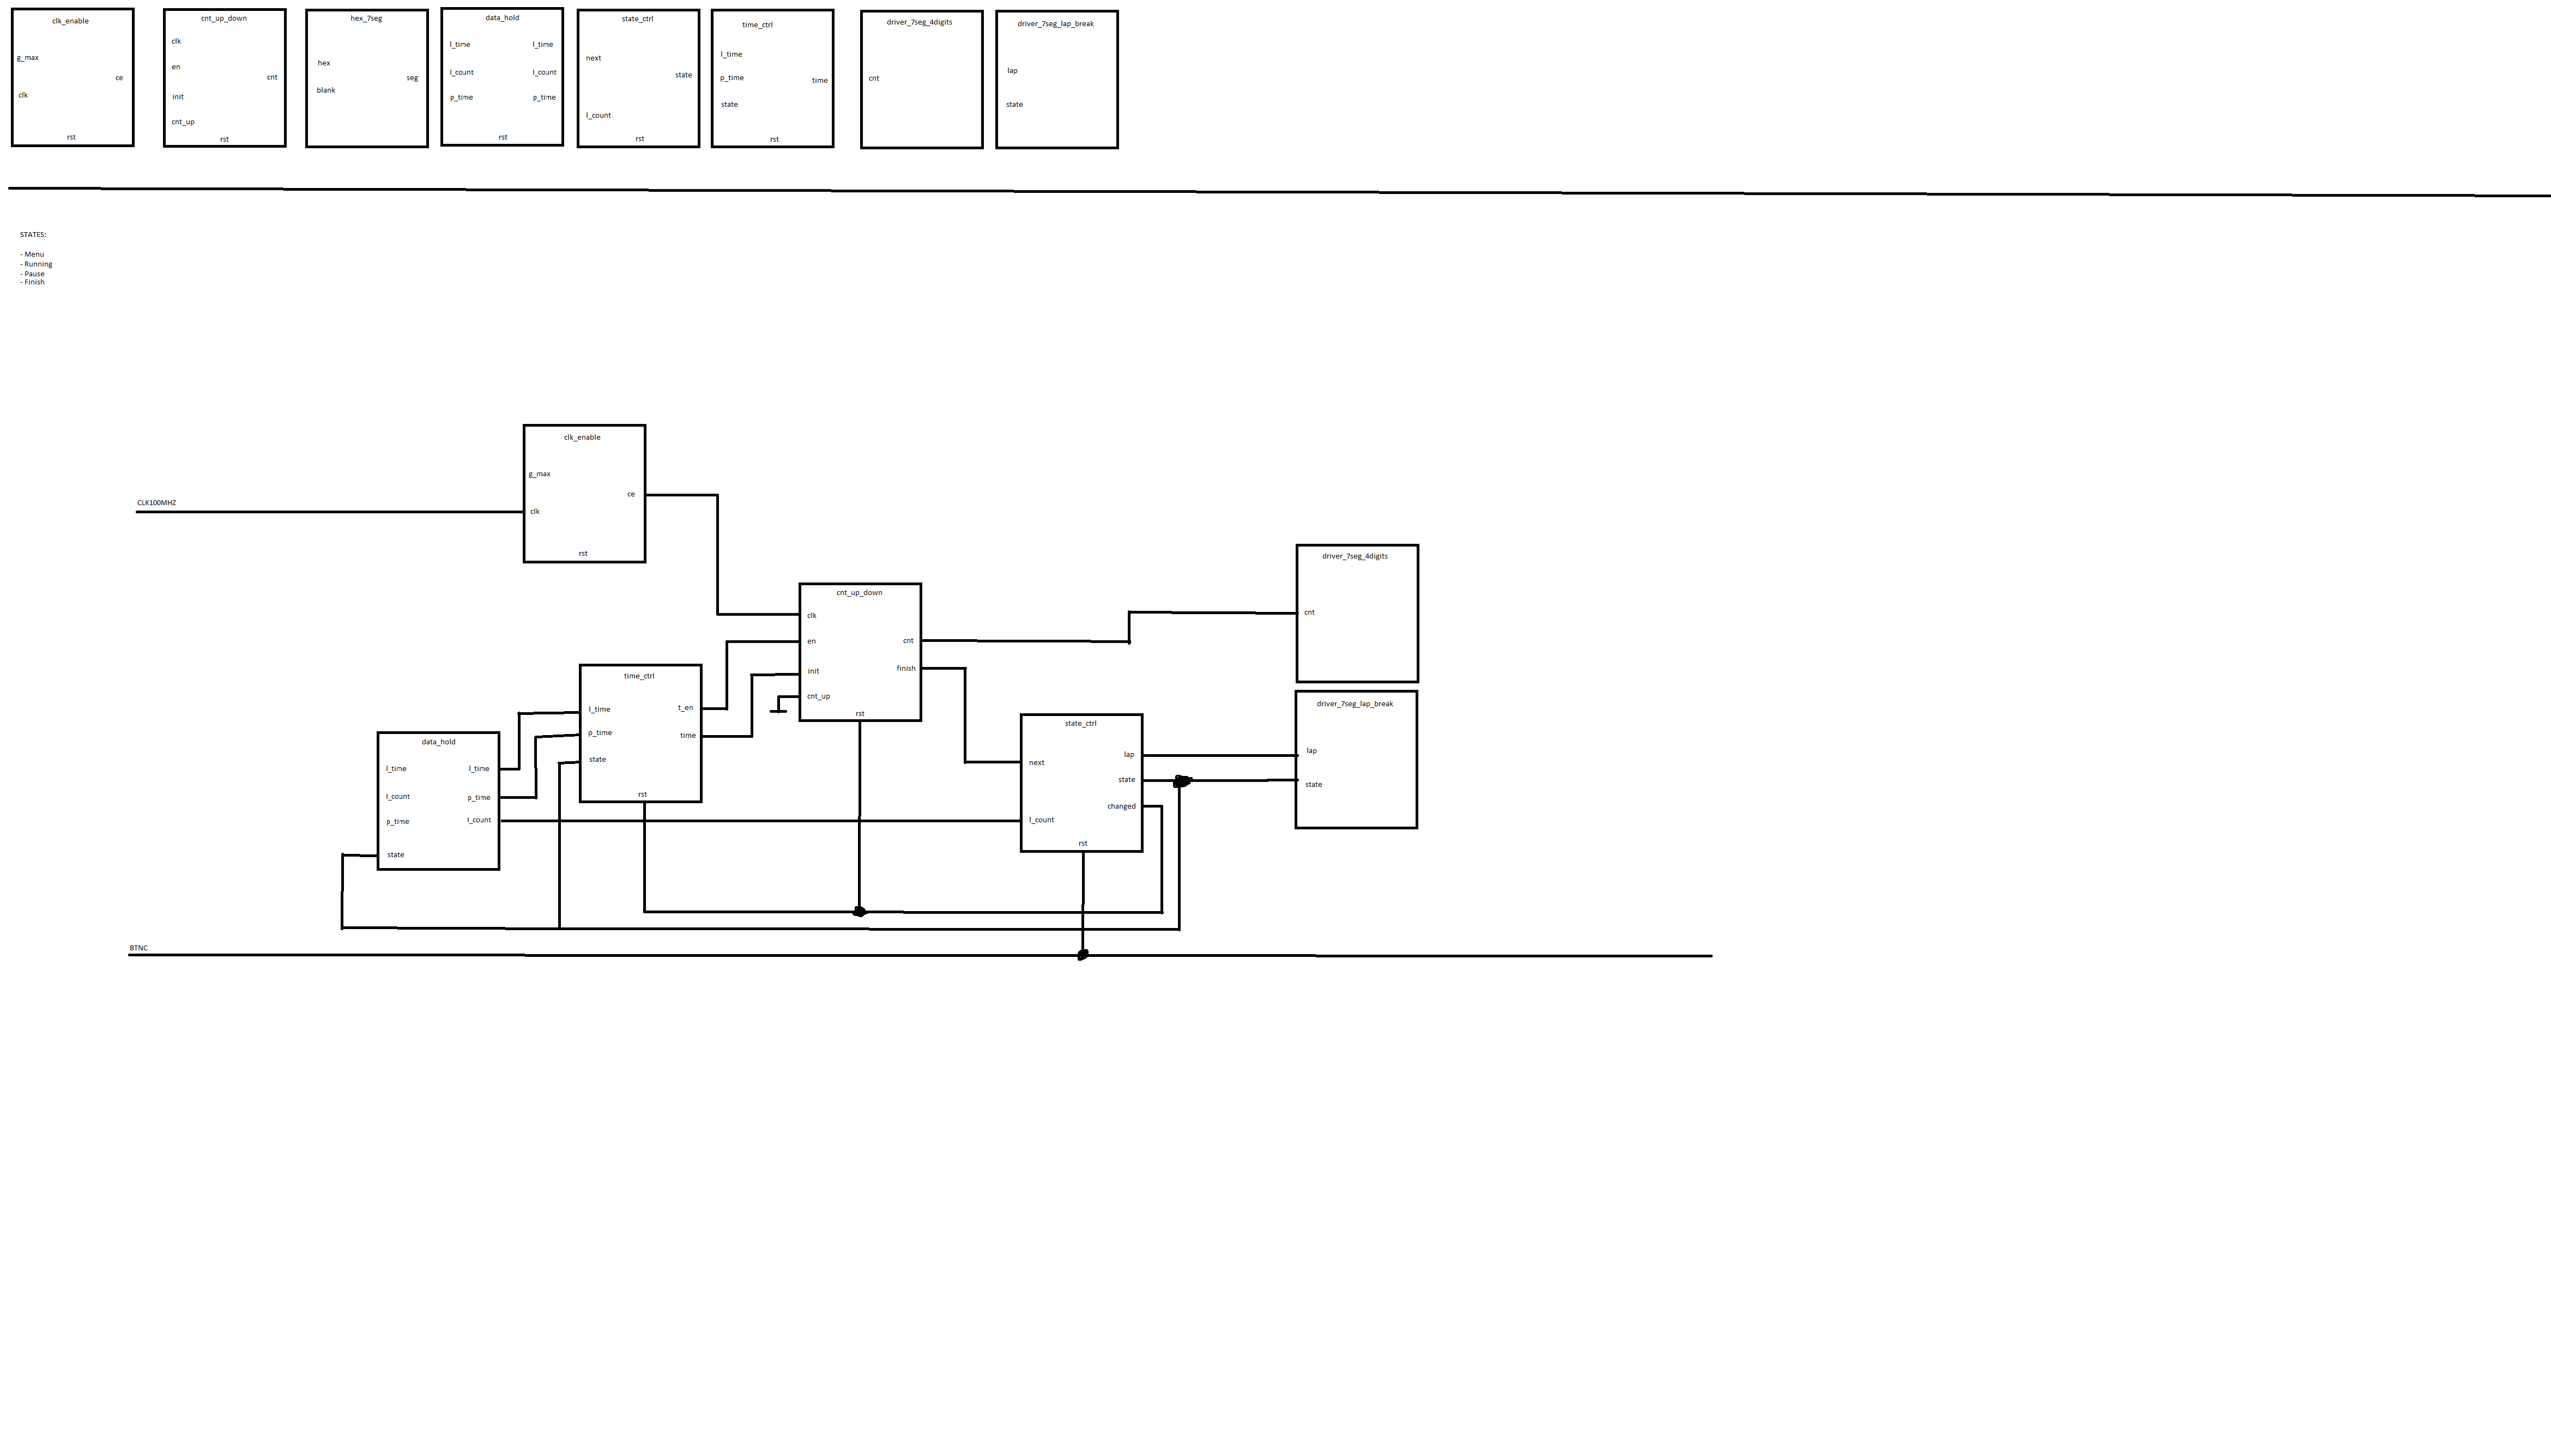 clk_enable
g_max
ce
clk
rst
cnt_up_down
clk
en
cnt
init
cnt_up
rst
hex_7seg
hex
seg
blank
data_hold
l_time
l_time
l_count
l_count
p_time
p_time
rst
state_ctrl
next
state
l_count
rst
time_ctrl
l_time
p_time
time
state
rst
driver_7seg_4digits
cnt
driver_7seg_lap_break
lap
state
STATES:
- Menu
- Running
- Pause
- Finish
clk_enable
g_max
ce
clk
rst
CLK100MHZ
cnt_up_down
clk
en
cnt
finish
init
cnt_up
rst
driver_7seg_4digits
cnt
time_ctrl
l_time
t_en
p_time
time
state
rst
driver_7seg_lap_break
lap
state
state_ctrl
lap
next
state
changed
l_count
rst
data_hold
l_time
l_time
l_count
p_time
p_time
l_count
state
BTNC